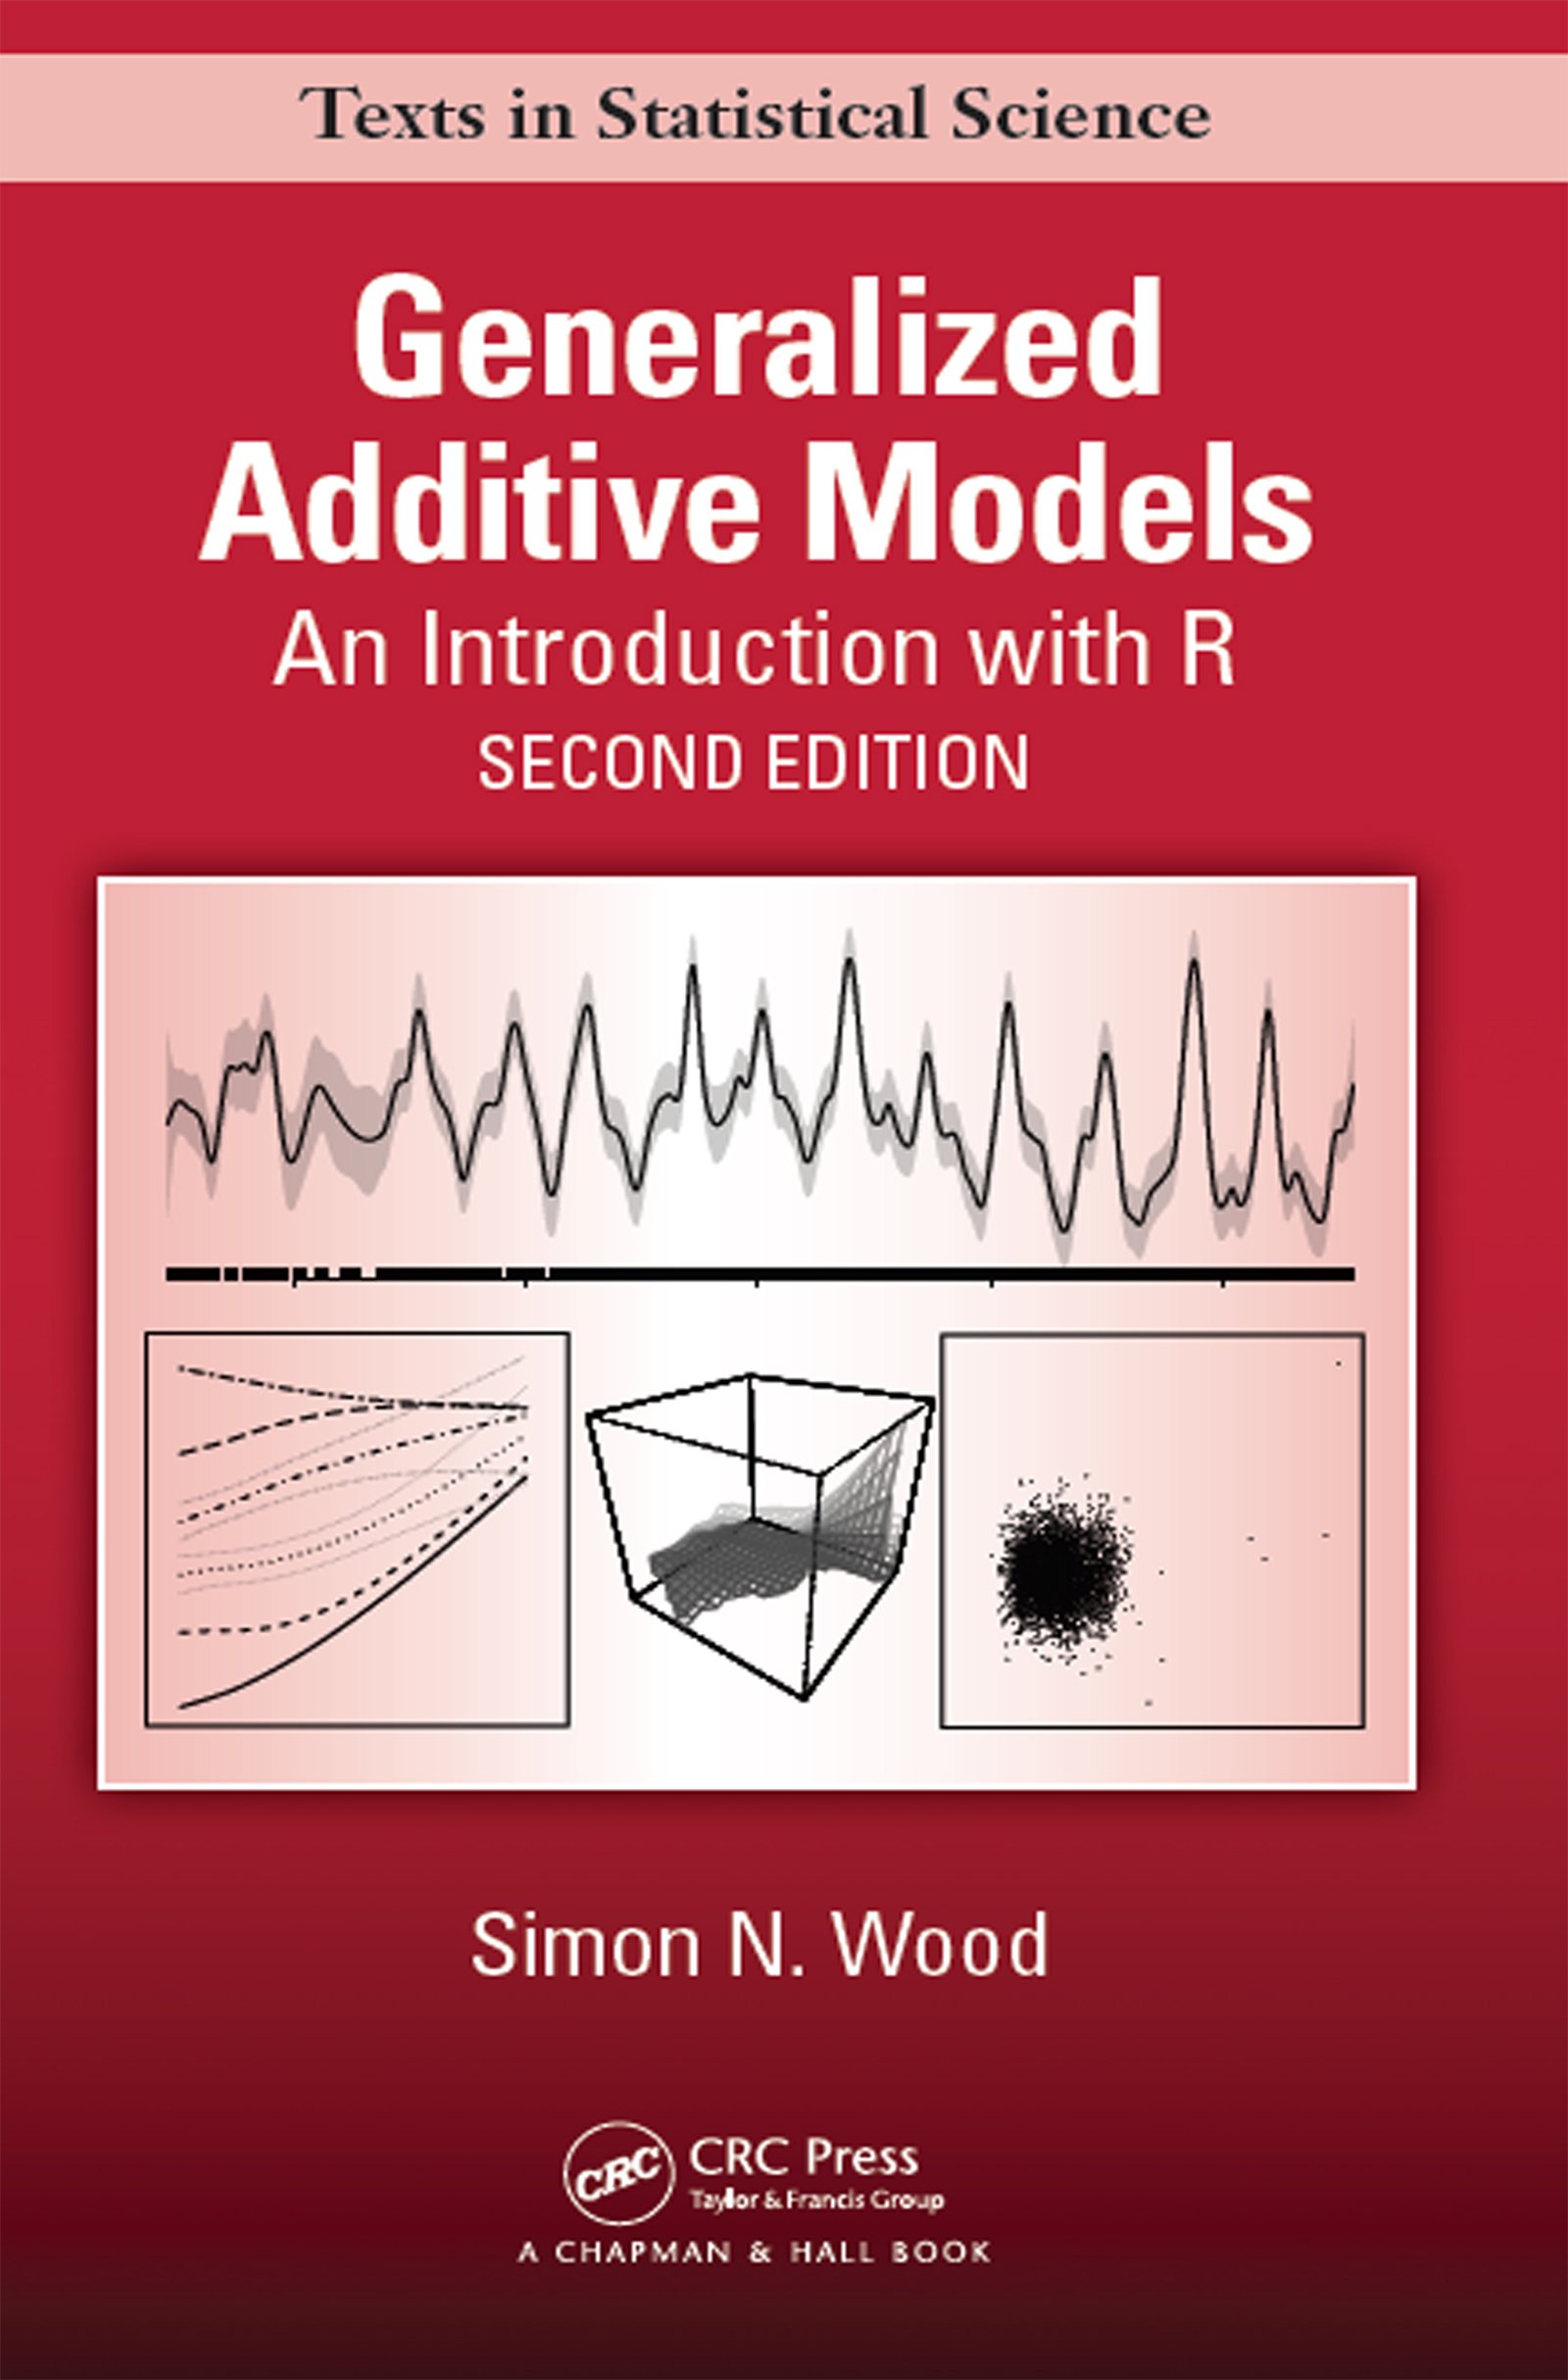 Texts in Statistical Science
Generalized
Additive Models
An Introduction with R
SECOND EDITION
Simon N. Wood
CRC
CRC Press
Taylor & Francis Group
A CHAPMAN & HALL BOOK